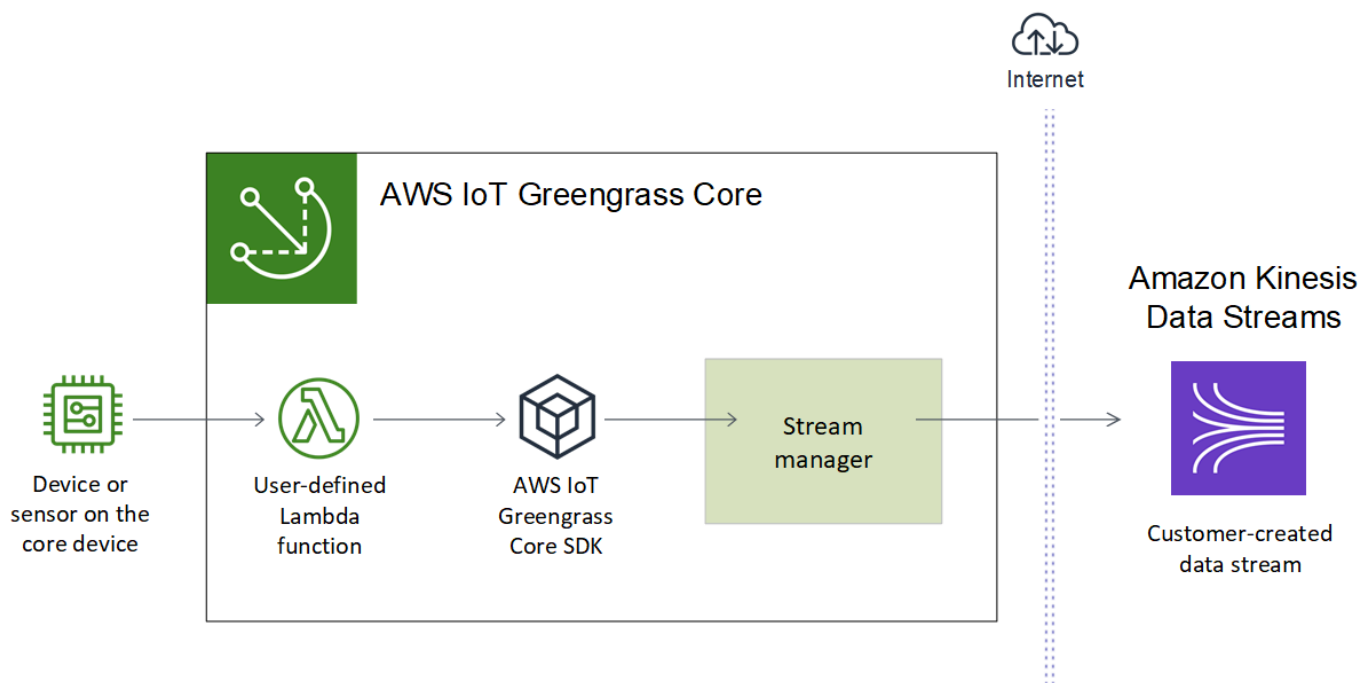 Internet
AWS IoT Greengrass Core
Amazon Kinesis
Data Streams
Device or
sensor on the
core device
User-defined
Lambda
function
AWS IoT
Greengrass
Core SDK
Stream
manager
Customer-created
data stream